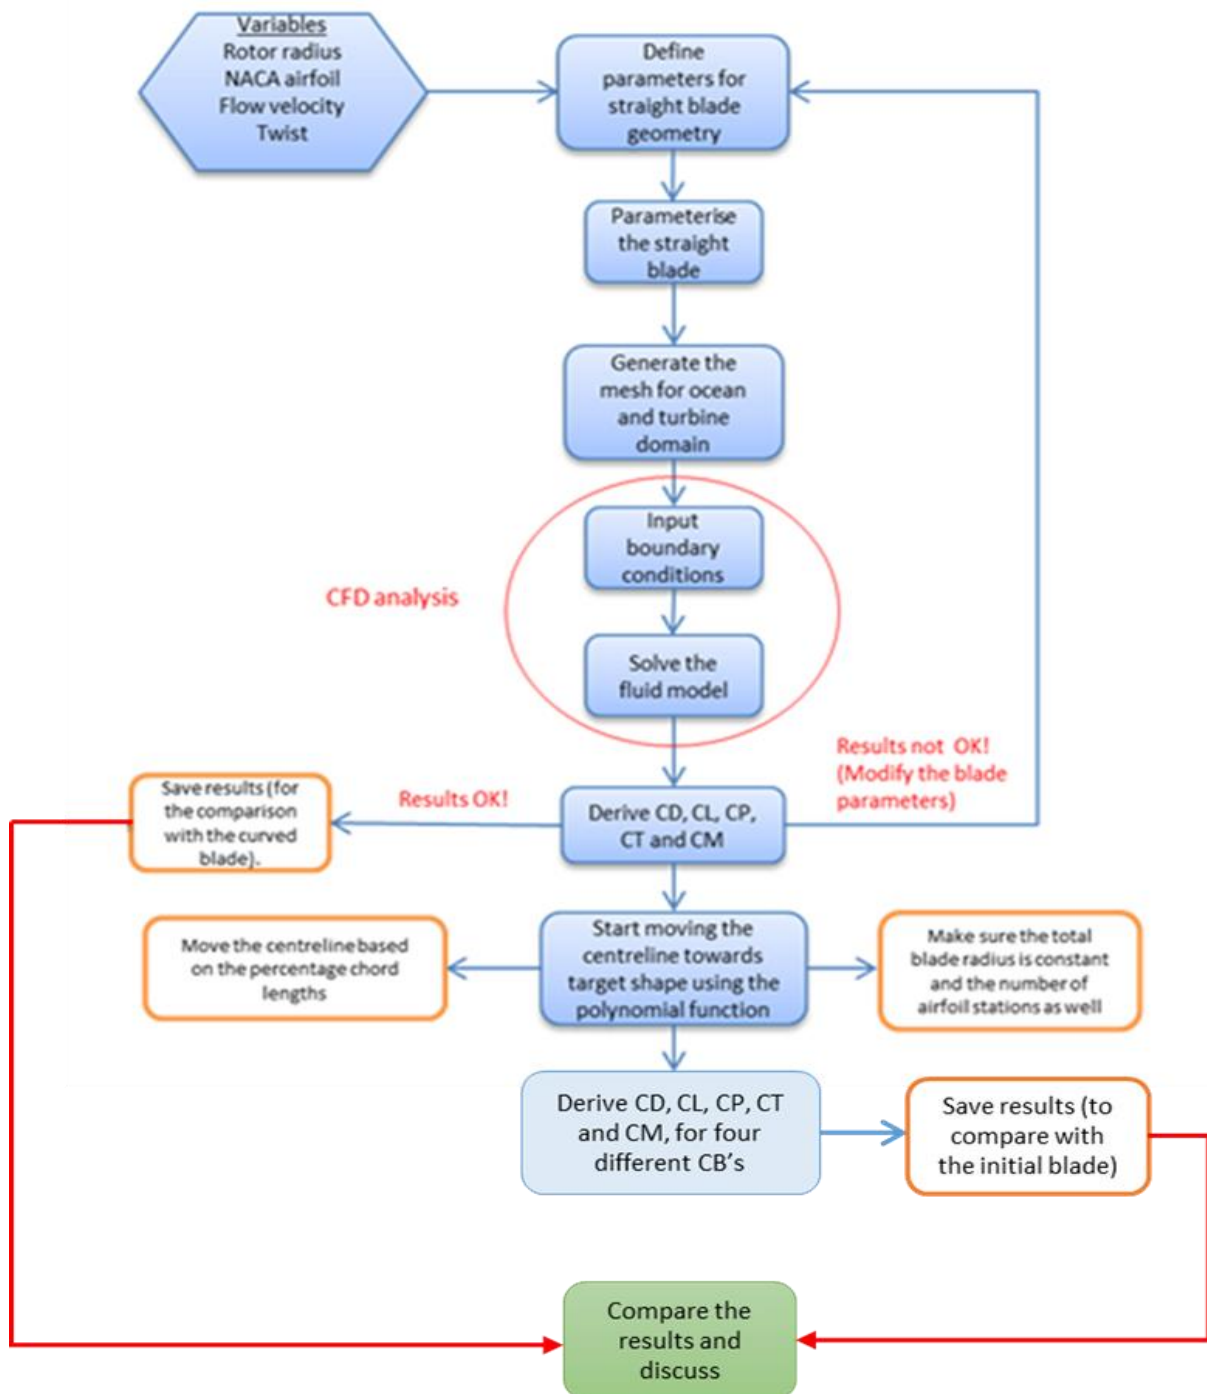 Variables
Rotor radius
NACA airfoil
Flow velocity
Twist
Define
parameters for
straight blade
geometry
Parameterise
the straight
blade
Generate the
mesh for ocean
and turbine
domain
Input
boundary
conditions
CFD analysis
Solve the
fluid model
Results not OK!
(Modify the blade
parameters)
Save results (for
the comparison
with the curved
blade).
Results OK!
Derive CD, CL, CP,
CT and CM
Move the centreline based
on the percentage chord
lengths
Start moving the
centreline towards
target shape using the
polynomial function
Make sure the total
blade radius is constant
and the number of
airfoil stations as well
Derive CD, CL, CP, CT
and CM, for four
different CB's
Save results (to
compare with
the initial blade)
Compare the
results and
discuss